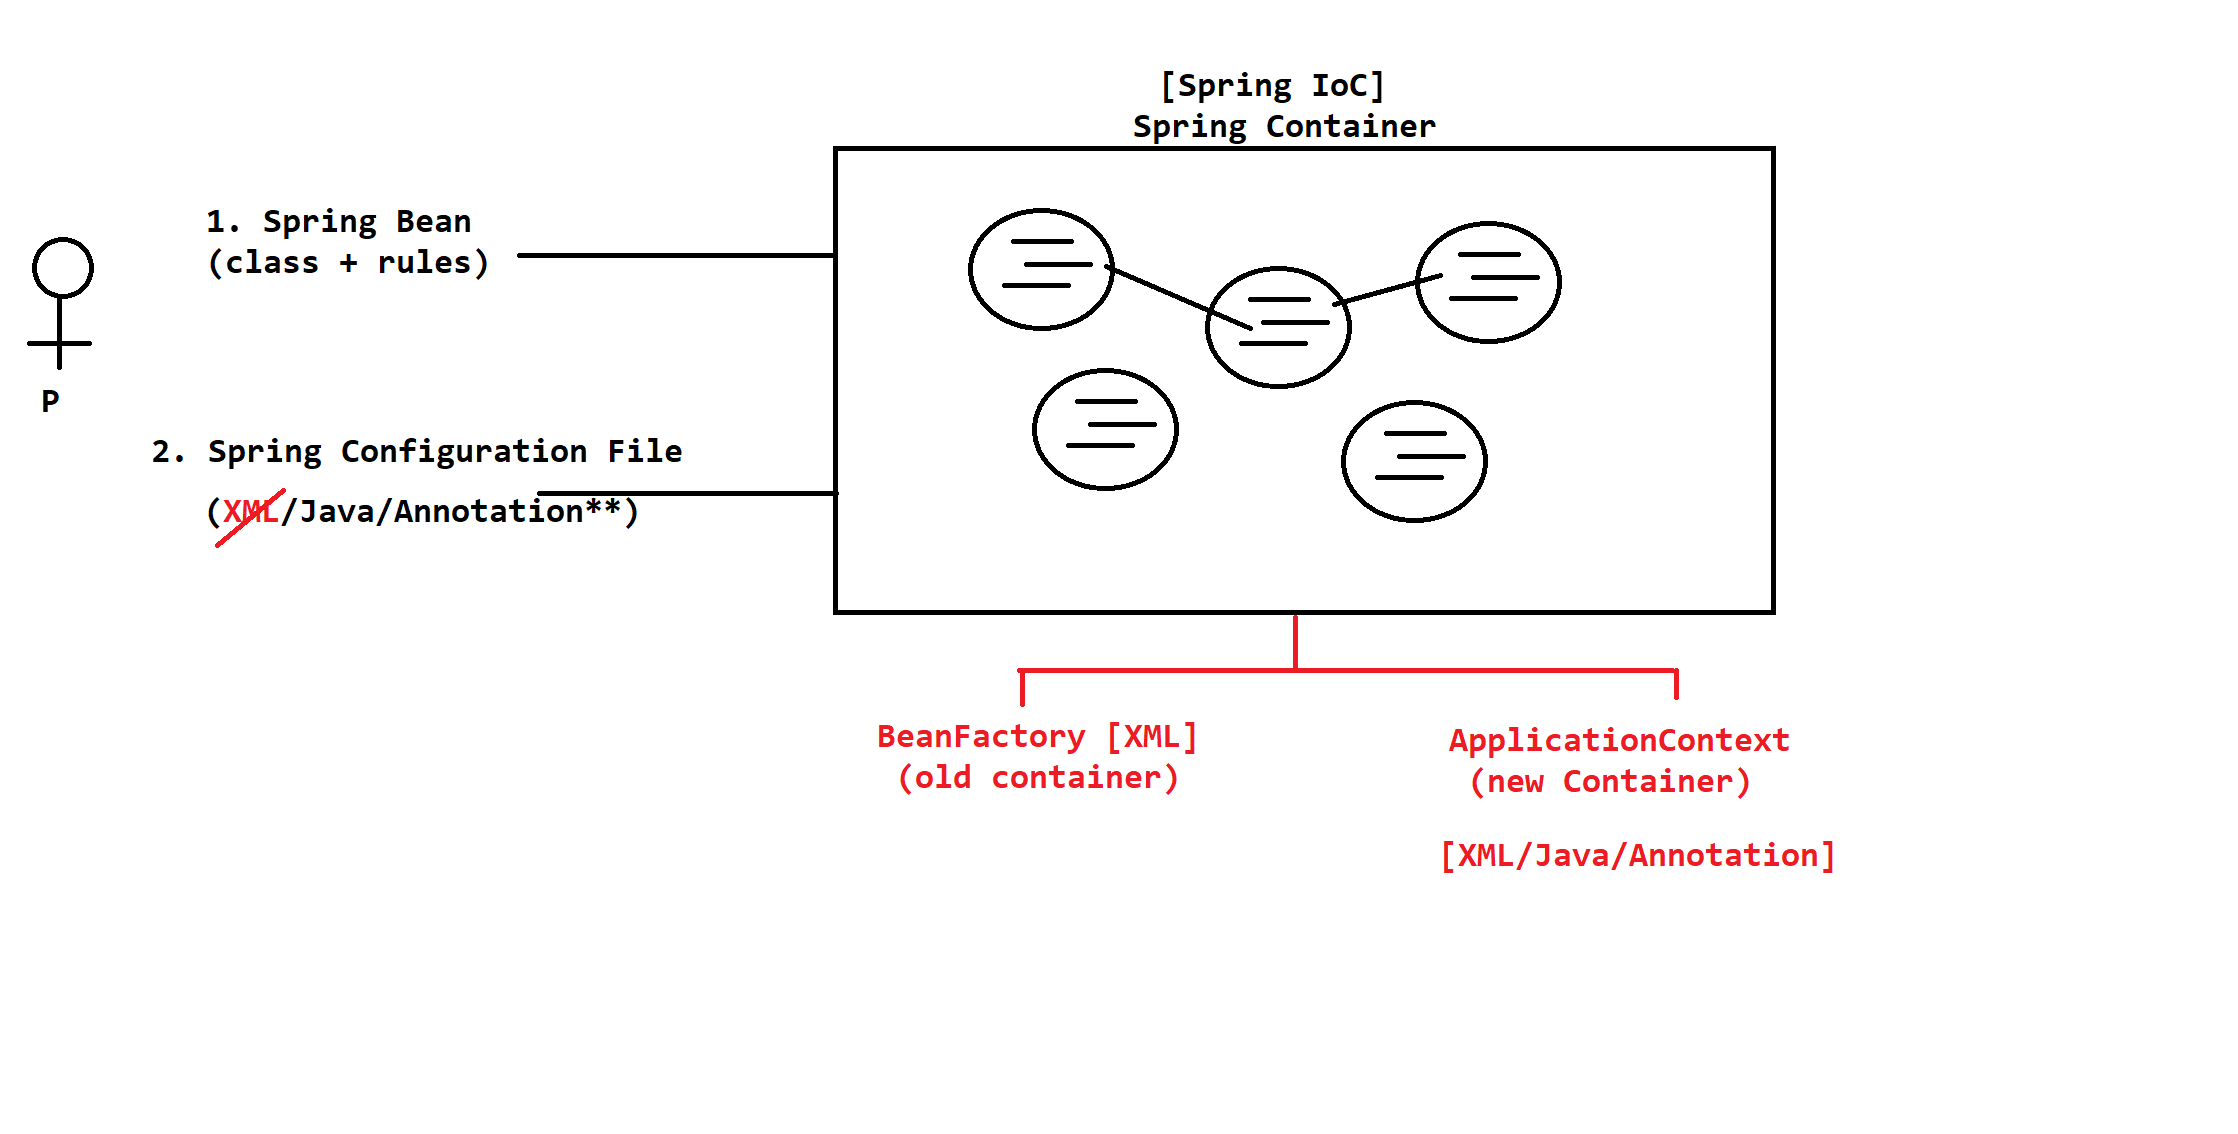 [Spring IoC]
Spring Container
1. Spring Bean
(class + rules)
P
2. Spring Configuration File
(XML/Java/Annotation**)
BeanFactory [XML]
(old container)
ApplicationContext
(new Container)
[XML/Java/Annotation]